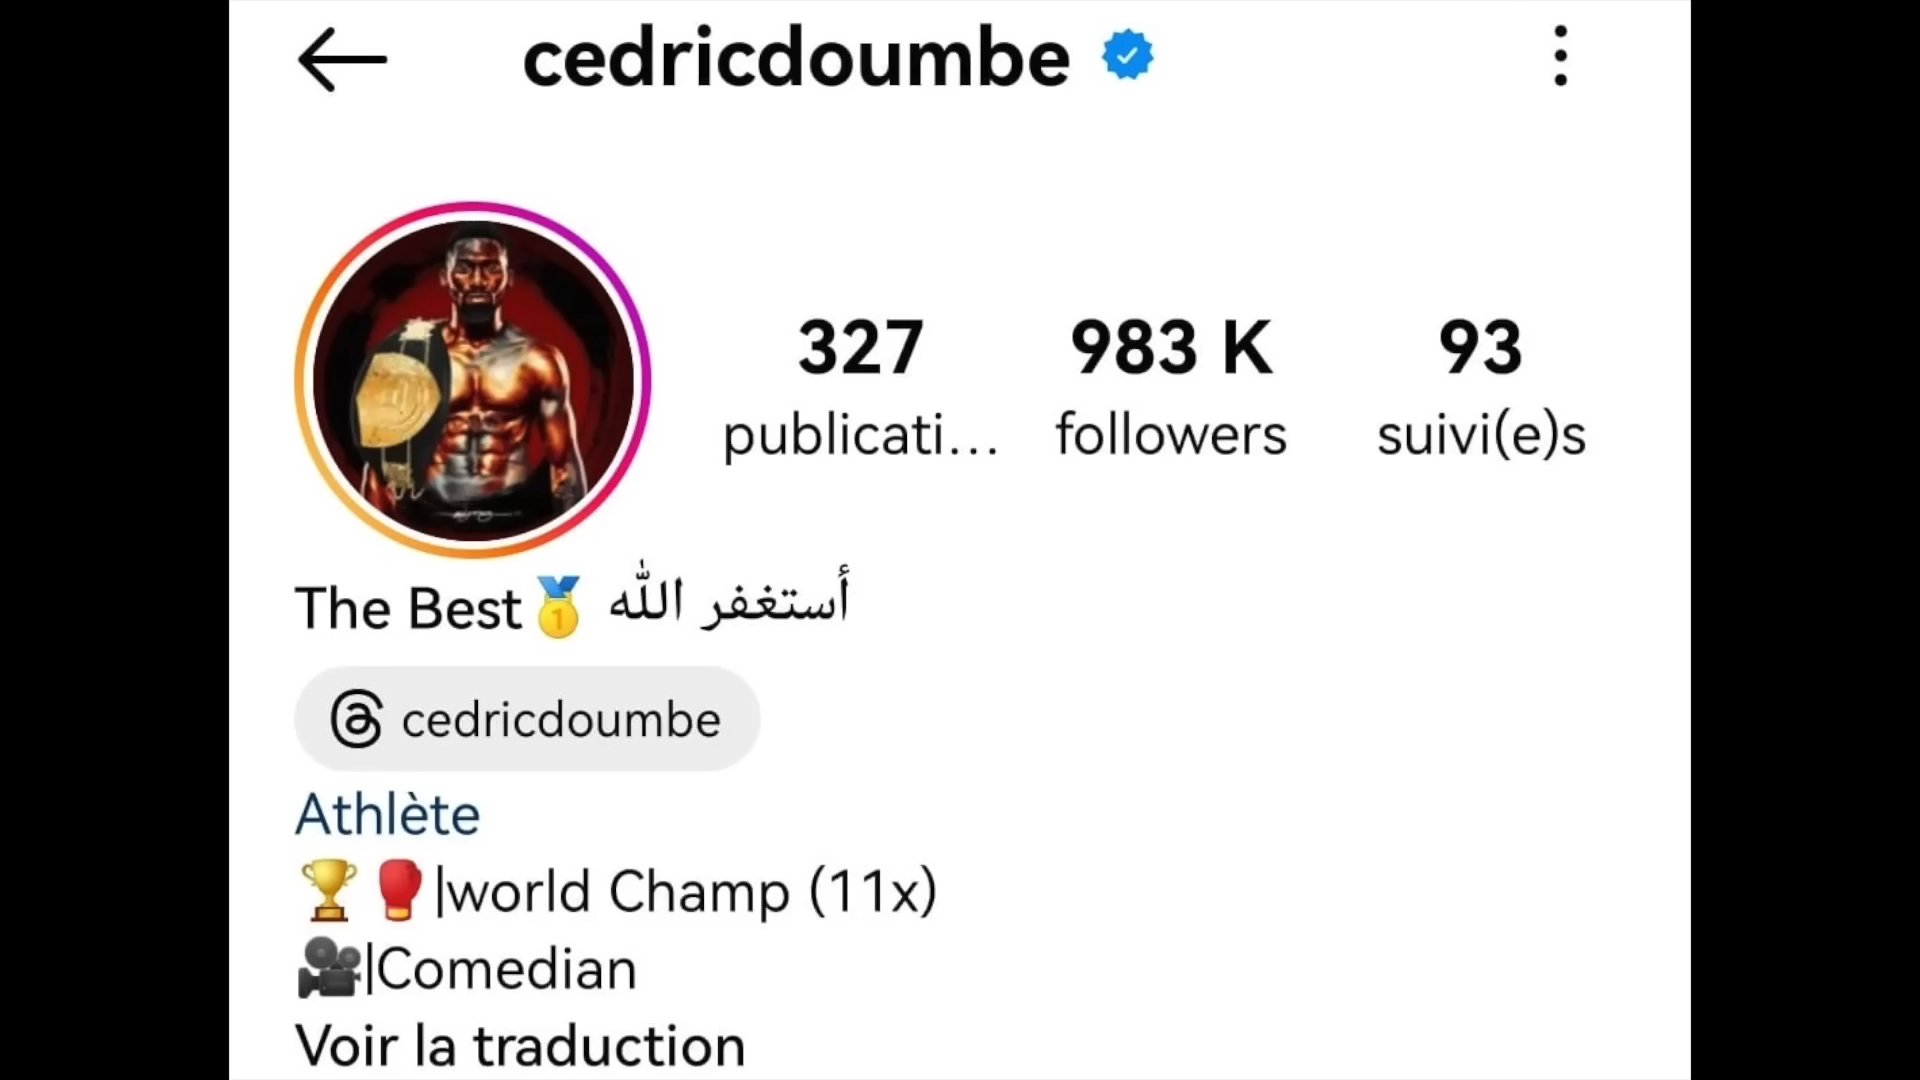 cedricdoumbe
327 983 K 93
publicati... followers suivi(e)s
The Best🥇 أستغفر الله
cedricdoumbe
Athlète
🏆🥊|world Champ (11x)
🎥|Comedian
Voir la traduction